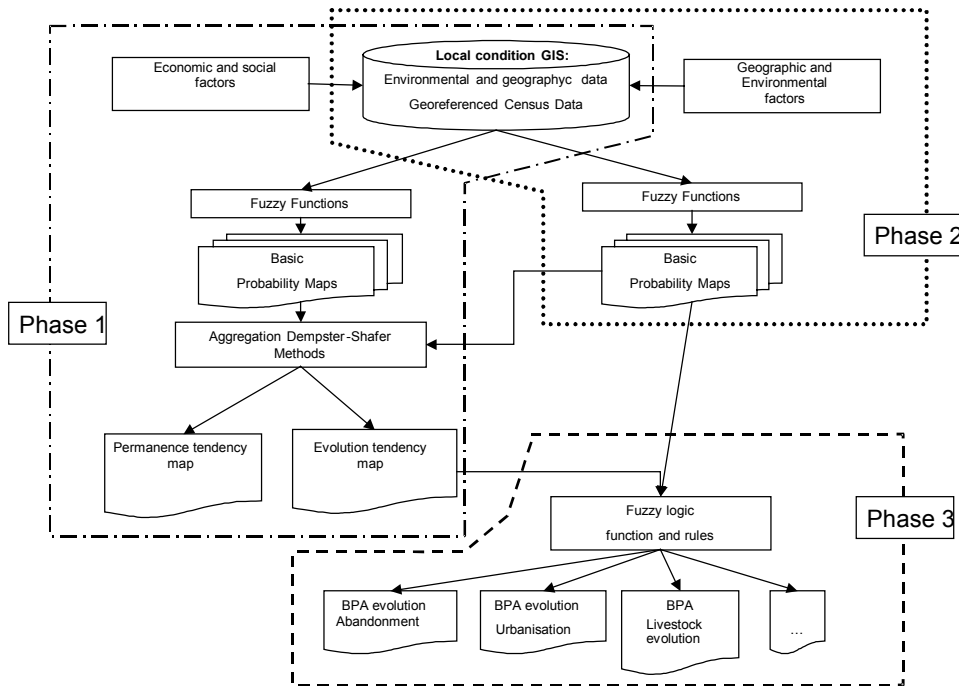 Local condition GIS:
Environmental and geographyc data
Georeferenced Census Data
Economic and social
factors
Geographic and
Environmental
factors
Fuzzy Functions
Fuzzy Functions
Phase 2
Basic
Probability Maps
Basic
Probability Maps
Phase 1
Aggregation Dempster-Shafer
Methods
Permanence tendency
map
Evolution tendency
map
Fuzzy logic
function and rules
Phase 3
BPA evolution
Abandonment
BPA evolution
Urbanisation
BPA
Livestock
evolution
...